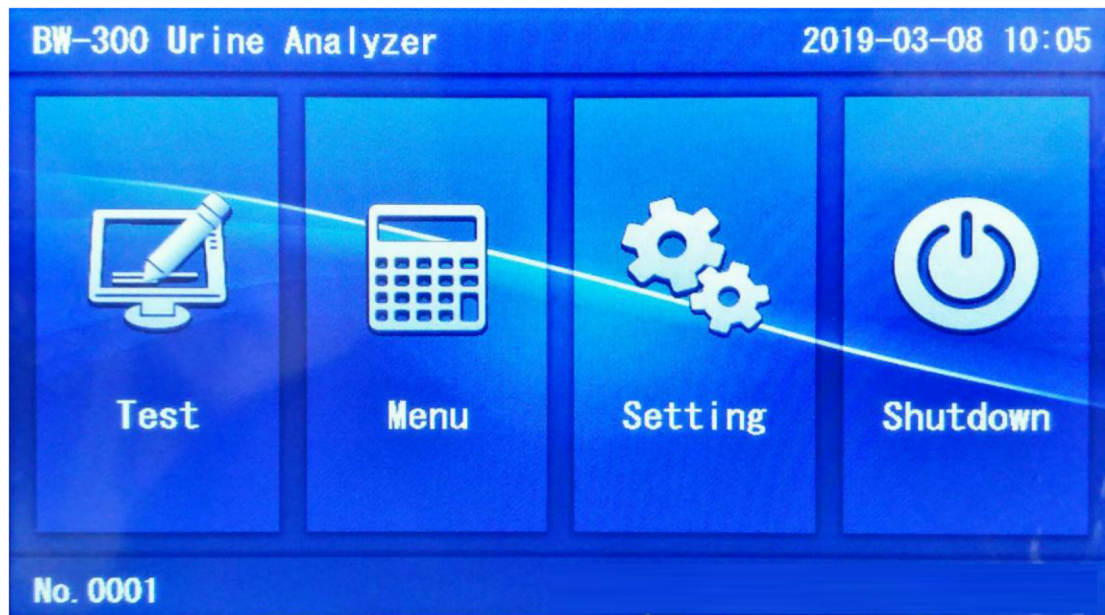 BW-300 Urine Analyzer 2019-03-08 10:05
Test Menu Setting Shutdown
No. 0001